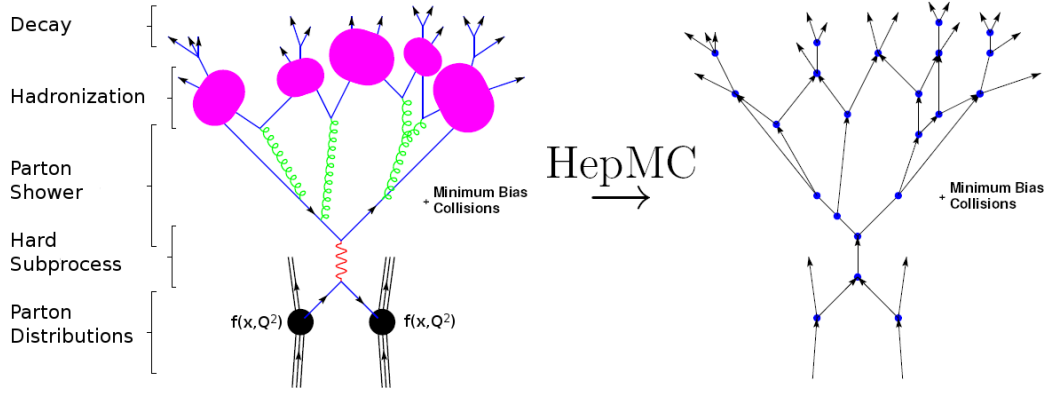 Decay
Hadronization
Parton
Shower
Hard
Subprocess
Parton
Distributions
+ Minimum Bias
Collisions
f(x,Q²)
f(x,Q²)
HepMC
→
+ Minimum Bias
Collisions